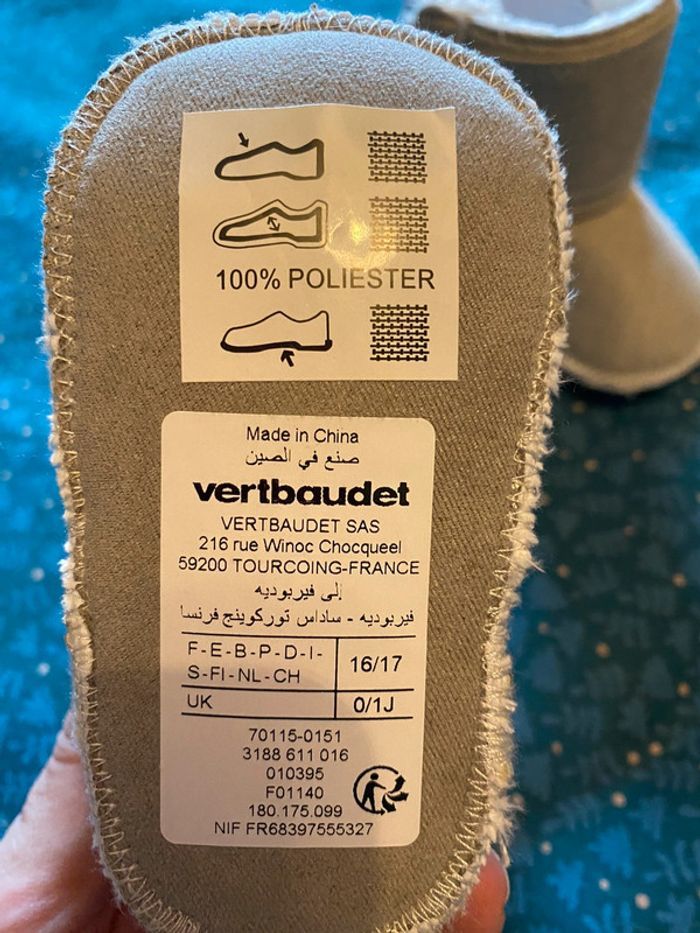 100% POLIESTER
Made in China
صنع في الصين
vertbaudet
VERTBAUDET SAS
216 rue Winoc Chocqueel
59200 TOURCOING-FRANCE
إلى فيربوديه
فيربوديه - ساداس توركوينج فرنسا
F-E-B-P-D-I- 16/17
S-FI-NL-CH
UK 0/1J
70115-0151
3188 611 016
010395
F01140
180.175.099
NIF FR68397555327